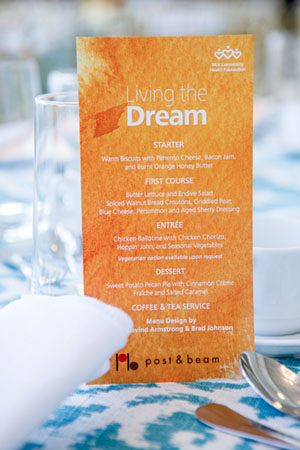 MLK Community
Health Foundation
Living the
Dream
STARTER
Warm Biscuits with Pimento Cheese, Bacon Jam,
and Burnt Orange Honey Butter
FIRST COURSE
Butter Lettuce and Endive Salad
Spiced Walnut Bread Croutons, Griddled Pear,
Blue Cheese, Persimmon and Aged Sherry Dressing
ENTRÉE
Chicken Ballotine with Chicken Chorizo,
Hoppin' John, and Seasonal Vegetables
Vegetarian option available upon request
DESSERT
Sweet Potato Pecan Pie with Cinnamon Crème
Fraîche and Salted Caramel
COFFEE & TEA SERVICE
Menu Design by
Govind Armstrong & Brad Johnson
post & beam